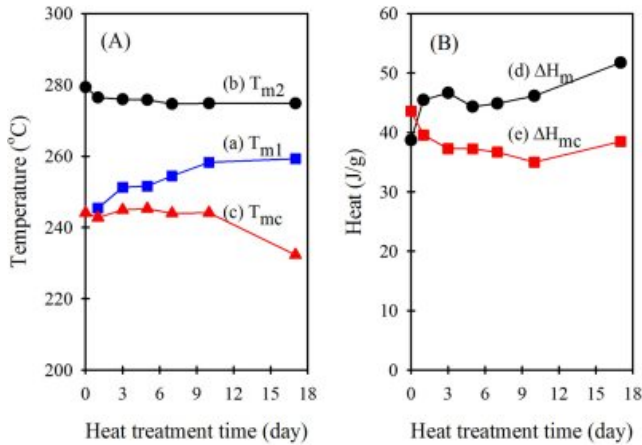 (A)
(b) Tm2
(a) Tm1
(c) Tmc
Temperature (°C)
300
280
260
240
220
200
0 3 6 9 12 15 18
Heat treatment time (day)
(B)
(d) ΔHm
(e) ΔHmc
Heat (J/g)
60
50
40
30
20
10
0
0 3 6 9 12 15 18
Heat treatment time (day)